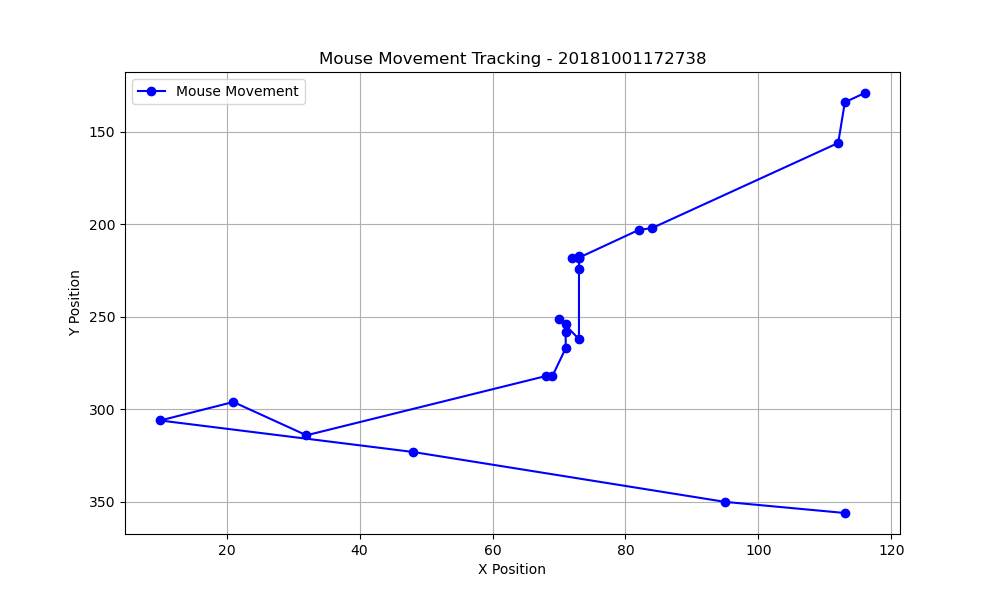 Mouse Movement Tracking - 20181001172738
Mouse Movement
Y Position
150
200
250
300
350
20 40 60 80 100 120
X Position